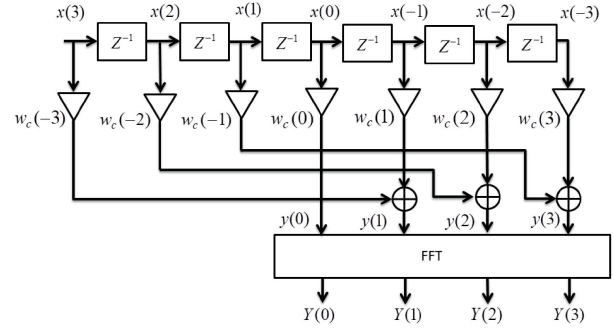 x(3) x(2) x(1) x(0) x(−1) x(−2) x(−3)
Z⁻¹ Z⁻¹ Z⁻¹ Z⁻¹ Z⁻¹ Z⁻¹
w_c(−3) w_c(−2) w_c(−1) w_c(0) w_c(1) w_c(2) w_c(3)
y(0) y(1) y(2) y(3)
FFT
Y(0) Y(1) Y(2) Y(3)